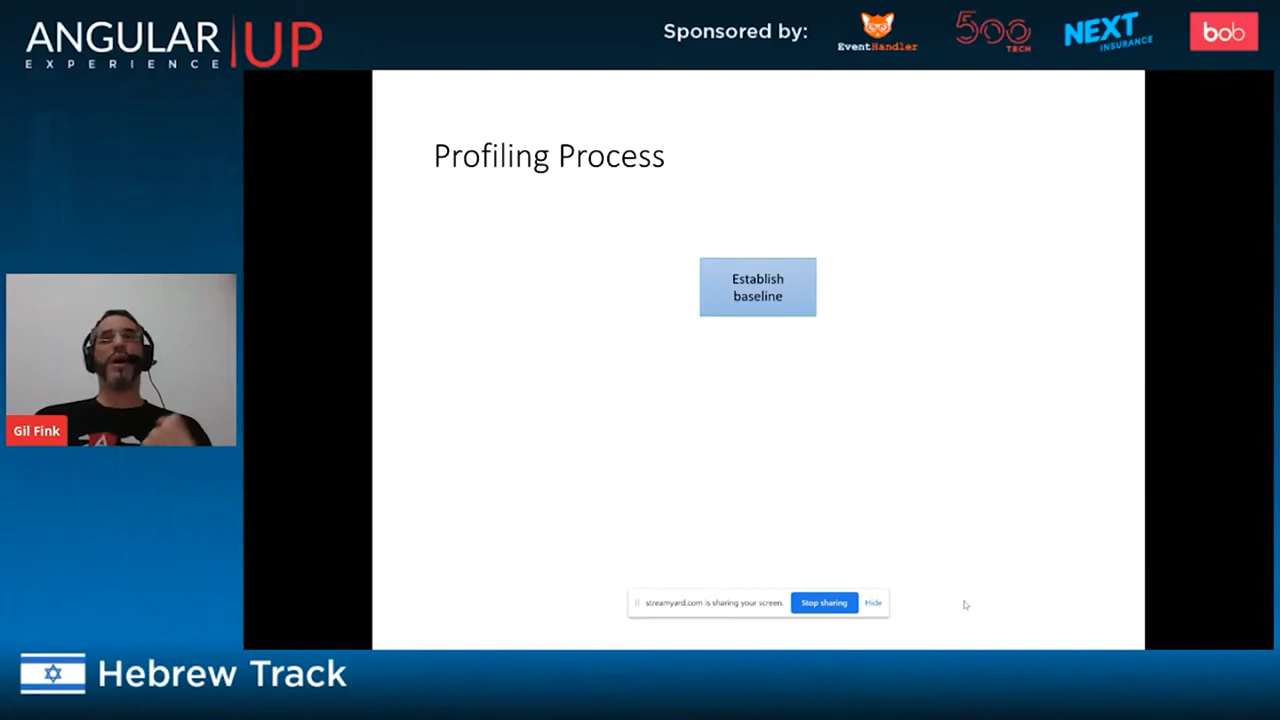 ANGULAR UP
EXPERIENCE
Sponsored by:
EventHandler
500
TECH
NEXT
INSURANCE
bob
Profiling Process
Establish
baseline
Gil Fink
streamyard.com is sharing your screen.
Stop sharing
Hide
Hebrew Track